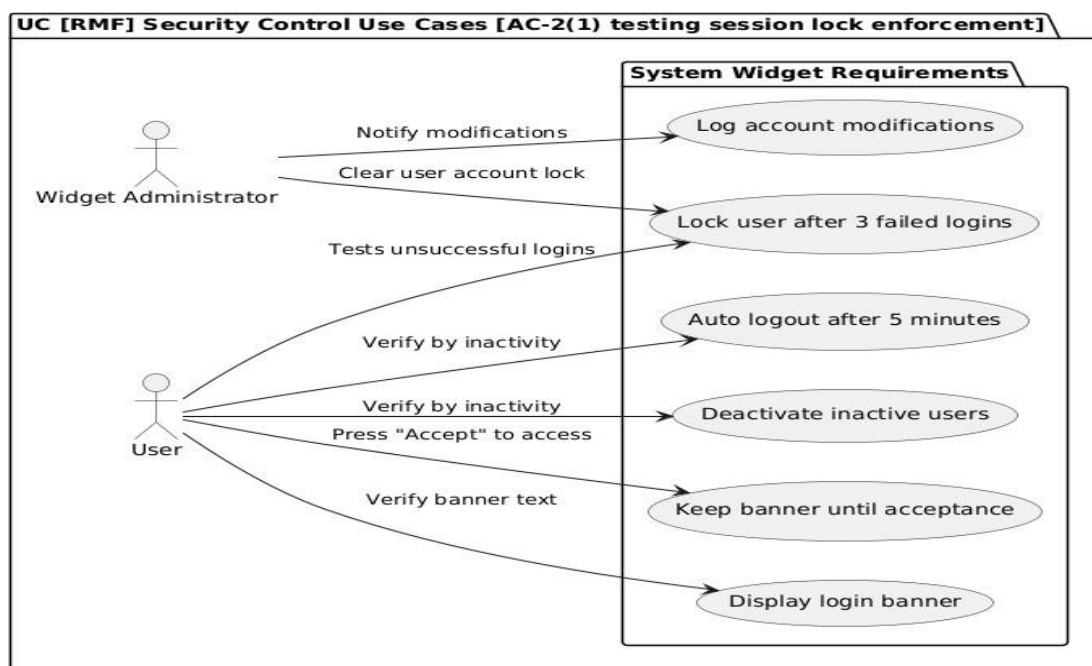 UC [RMF] Security Control Use Cases [AC-2(1) testing session lock enforcement]
System Widget Requirements
Notify modifications
Log account modifications
Clear user account lock
Widget Administrator
Lock user after 3 failed logins
Tests unsuccessful logins
Auto logout after 5 minutes
Verify by inactivity
Verify by inactivity
Deactivate inactive users
Press "Accept" to access
User
Verify banner text
Keep banner until acceptance
Display login banner